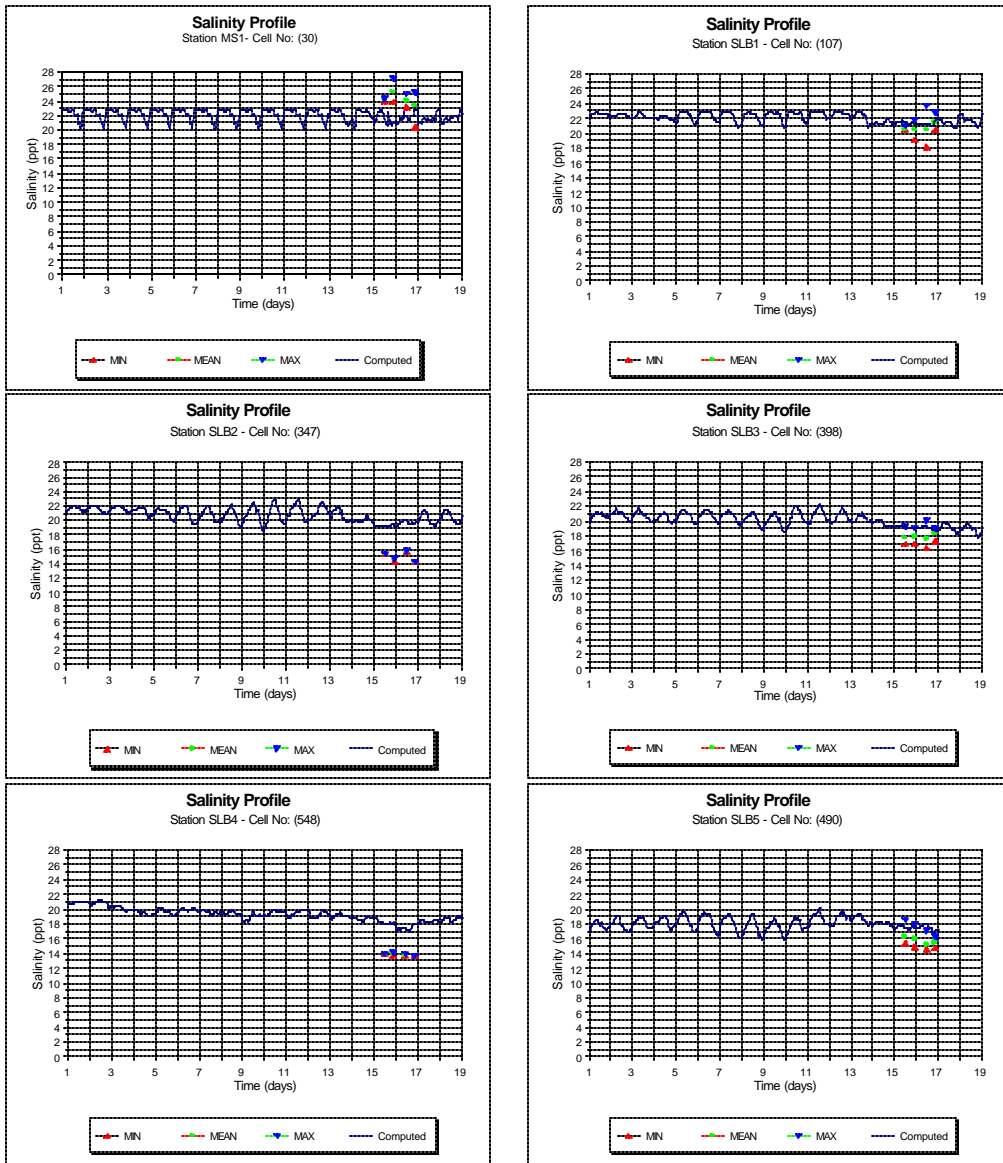 Salinity Profile
Station MS1- Cell No: (30)
Salinity (ppt)
28
26
24
22
20
18
16
14
12
10
8
6
4
2
0
1 3 5 7 9 11 13 15 17 19
Time (days)
MIN MEAN MAX Computed
Salinity Profile
Station SLB1 - Cell No: (107)
Salinity (ppt)
28
26
24
22
20
18
16
14
12
10
8
6
4
2
0
1 3 5 7 9 11 13 15 17 19
Time (days)
MIN MEAN MAX Computed
Salinity Profile
Station SLB2 - Cell No: (347)
Salinity (ppt)
28
26
24
22
20
18
16
14
12
10
8
6
4
2
0
1 3 5 7 9 11 13 15 17 19
Time (days)
MIN MEAN MAX Computed
Salinity Profile
Station SLB3 - Cell No: (398)
Salinity (ppt)
28
26
24
22
20
18
16
14
12
10
8
6
4
2
0
1 3 5 7 9 11 13 15 17 19
Time (days)
MIN MEAN MAX Computed
Salinity Profile
Station SLB4 - Cell No: (548)
Salinity (ppt)
28
26
24
22
20
18
16
14
12
10
8
6
4
2
0
1 3 5 7 9 11 13 15 17 19
Time (days)
MIN MEAN MAX Computed
Salinity Profile
Station SLB5 - Cell No: (490)
Salinity (ppt)
28
26
24
22
20
18
16
14
12
10
8
6
4
2
0
1 3 5 7 9 11 13 15 17 19
Time (days)
MIN MEAN MAX Computed